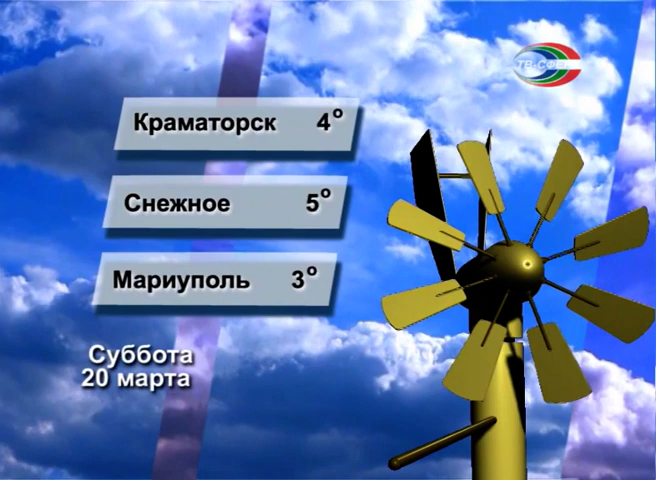 ТВ-СФЕРА
Краматорск 4°
Снежное 5°
Мариуполь 3°
Суббота
20 марта